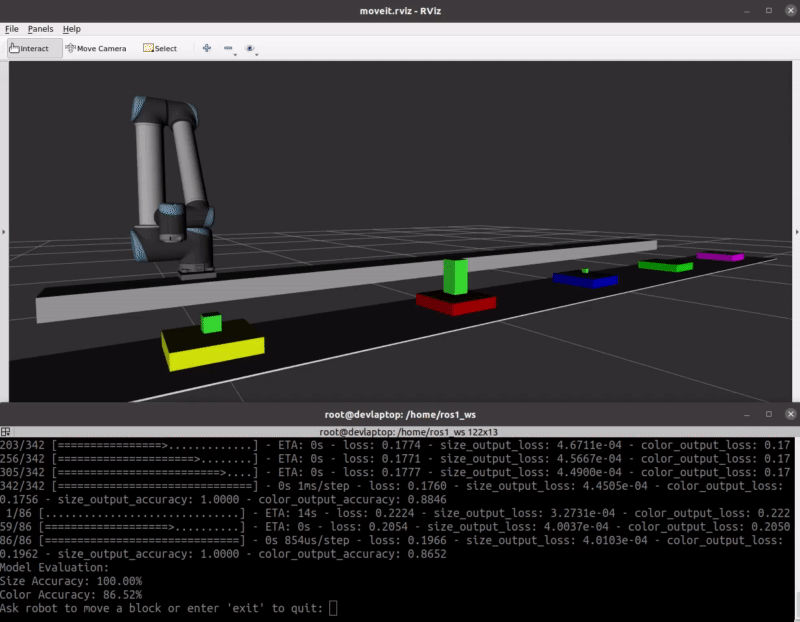 moveit.rviz - RViz
File Panels Help
Interact Move Camera Select
root@devlaptop: /home/ros1_ws
root@devlaptop: /home/ros1_ws 122x13
203/342 [================>.............] - ETA: 0s - loss: 0.1774 - size_output_loss: 4.6711e-04 - color_output_loss: 0.17
256/342 [=====================>........] - ETA: 0s - loss: 0.1771 - size_output_loss: 4.5667e-04 - color_output_loss: 0.17
305/342 [=========================>....] - ETA: 0s - loss: 0.1777 - size_output_loss: 4.4900e-04 - color_output_loss: 0.17
342/342 [==============================] - 0s 1ms/step - loss: 0.1760 - size_output_loss: 4.4505e-04 - color_output_loss:
0.1756 - size_output_accuracy: 1.0000 - color_output_accuracy: 0.8846
1/86 [..............................] - ETA: 14s - loss: 0.2224 - size_output_loss: 3.2731e-04 - color_output_loss: 0.222
59/86 [===================>..........] - ETA: 0s - loss: 0.2054 - size_output_loss: 4.0037e-04 - color_output_loss: 0.2050
86/86 [==============================] - 0s 854us/step - loss: 0.1966 - size_output_loss: 4.0103e-04 - color_output_loss:
0.1962 - size_output_accuracy: 1.0000 - color_output_accuracy: 0.8652
Model Evaluation:
Size Accuracy: 100.00%
Color Accuracy: 86.52%
Ask robot to move a block or enter 'exit' to quit: